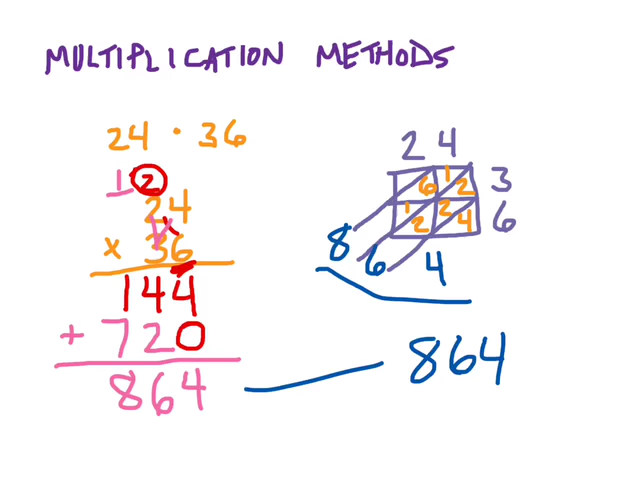 MULTIPLICATION METHODS
24 · 36
1 2
24
x 36
144
+ 720
864
2 4
6 1 2 3
1 2 2 4 6
8 6 4
864